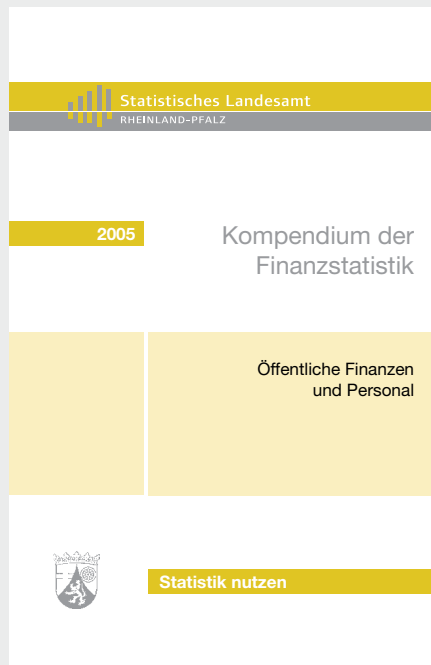 Statistisches Landesamt
RHEINLAND-PFALZ
2005
Kompendium der
Finanzstatistik
Öffentliche Finanzen
und Personal
Statistik nutzen